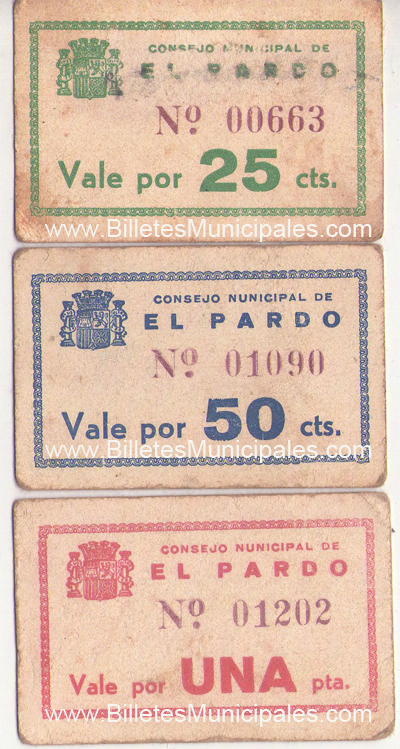 CONSEJO MUNICIPAL DE
EL PARDO
Nº 00663
Vale por 25 cts.
www.BilletesMunicipales.com
CONSEJO NUNICIPAL DE
EL PARDO
Nº 01090
Vale por 50 cts.
www.BilletesMunicipales.com
CONSEJO NUNICIPAL DE
EL PARDO
Nº 01202
Vale por UNA pta.
www.BilletesMunicipales.com